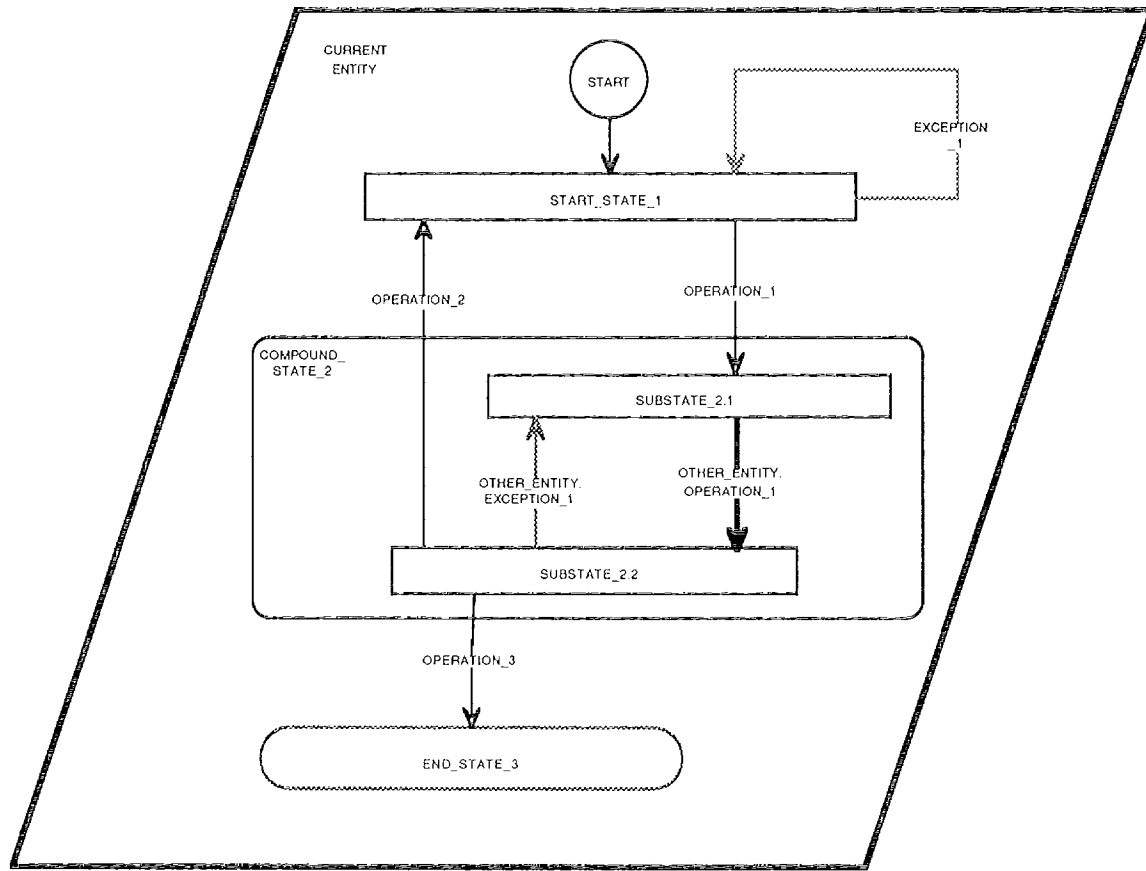 CURRENT
ENTITY
START
EXCEPTION
_1
START_STATE_1
OPERATION_2
OPERATION_1
COMPOUND_
STATE_2
SUBSTATE_2.1
OTHER_ENTITY.
EXCEPTION_1
OTHER_ENTITY.
OPERATION_1
SUBSTATE_2.2
OPERATION_3
END_STATE_3